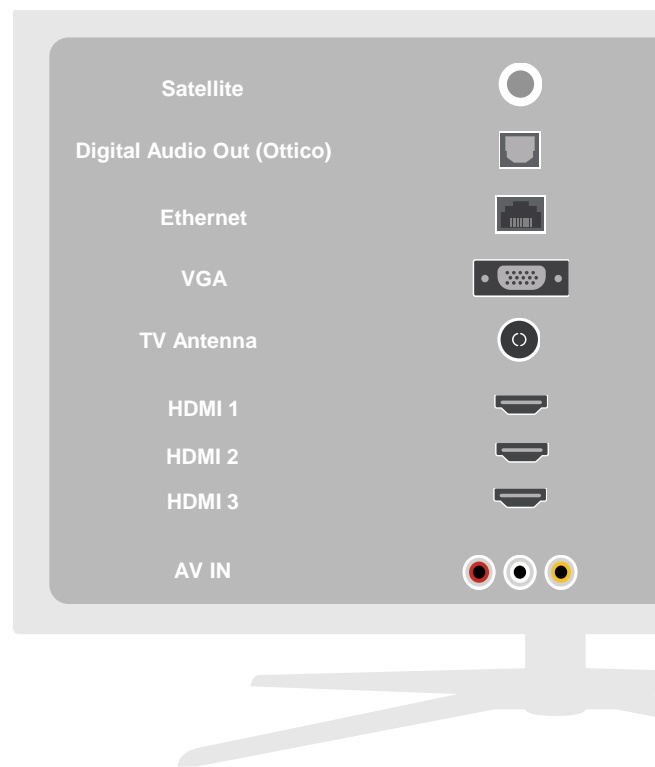 Satellite
Digital Audio Out (Ottico)
Ethernet
VGA
TV Antenna
HDMI 1
HDMI 2
HDMI 3
AV IN